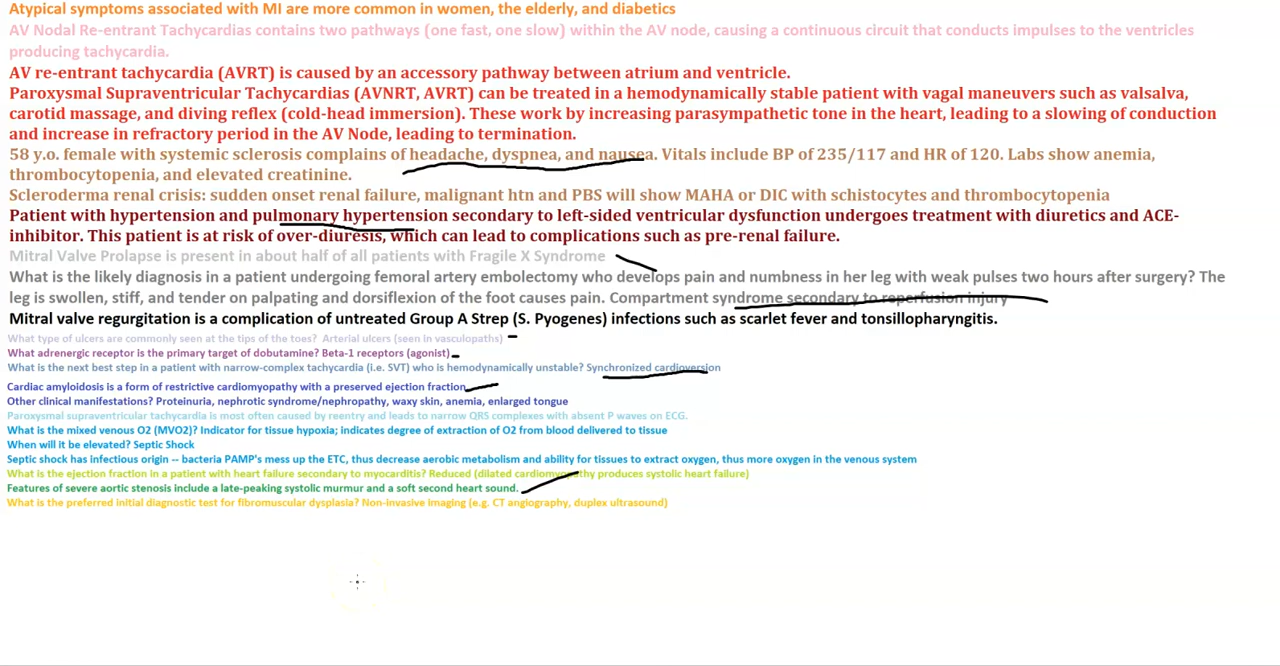 Atypical symptoms associated with MI are more common in women, the elderly, and diabetics
AV Nodal Re-entrant Tachycardias contains two pathways (one fast, one slow) within the AV node, causing a continuous circuit that conducts impulses to the ventricles
producing tachycardia.
AV re-entrant tachycardia (AVRT) is caused by an accessory pathway between atrium and ventricle.
Paroxysmal Supraventricular Tachycardias (AVNRT, AVRT) can be treated in a hemodynamically stable patient with vagal maneuvers such as valsalva,
carotid massage, and diving reflex (cold-head immersion). These work by increasing parasympathetic tone in the heart, leading to a slowing of conduction
and increase in refractory period in the AV Node, leading to termination.
58 y.o. female with systemic sclerosis complains of headache, dyspnea, and nausea. Vitals include BP of 235/117 and HR of 120. Labs show anemia,
thrombocytopenia, and elevated creatinine.
Scleroderma renal crisis: sudden onset renal failure, malignant htn and PBS will show MAHA or DIC with schistocytes and thrombocytopenia
Patient with hypertension and pulmonary hypertension secondary to left-sided ventricular dysfunction undergoes treatment with diuretics and ACE-
inhibitor. This patient is at risk of over-diuresis, which can lead to complications such as pre-renal failure.
Mitral Valve Prolapse is present in about half of all patients with Fragile X Syndrome
What is the likely diagnosis in a patient undergoing femoral artery embolectomy who develops pain and numbness in her leg with weak pulses two hours after surgery? The
leg is swollen, stiff, and tender on palpating and dorsiflexion of the foot causes pain. Compartment syndrome secondary to reperfusion injury
Mitral valve regurgitation is a complication of untreated Group A Strep (S. Pyogenes) infections such as scarlet fever and tonsillopharyngitis.
What type of ulcers are commonly seen at the tips of the toes? Arterial ulcers (seen in vasculopaths)
What adrenergic receptor is the primary target of dobutamine? Beta-1 receptors (agonist)
What is the next best step in a patient with narrow-complex tachycardia (i.e. SVT) who is hemodynamically unstable? Synchronized cardioversion
Cardiac amyloidosis is a form of restrictive cardiomyopathy with a preserved ejection fraction
Other clinical manifestations? Proteinuria, nephrotic syndrome/nephropathy, waxy skin, anemia, enlarged tongue
Paroxysmal supraventricular tachycardia is most often caused by reentry and leads to narrow QRS complexes with absent P waves on ECG.
What is the mixed venous O2 (MVO2)? Indicator for tissue hypoxia; indicates degree of extraction of O2 from blood delivered to tissue
When will it be elevated? Septic Shock
Septic shock has infectious origin -- bacteria PAMP's mess up the ETC, thus decrease aerobic metabolism and ability for tissues to extract oxygen, thus more oxygen in the venous system
What is the ejection fraction in a patient with heart failure secondary to myocarditis? Reduced (dilated cardiomyopathy produces systolic heart failure)
Features of severe aortic stenosis include a late-peaking systolic murmur and a soft second heart sound.
What is the preferred initial diagnostic test for fibromuscular dysplasia? Non-invasive imaging (e.g. CT angiography, duplex ultrasound)